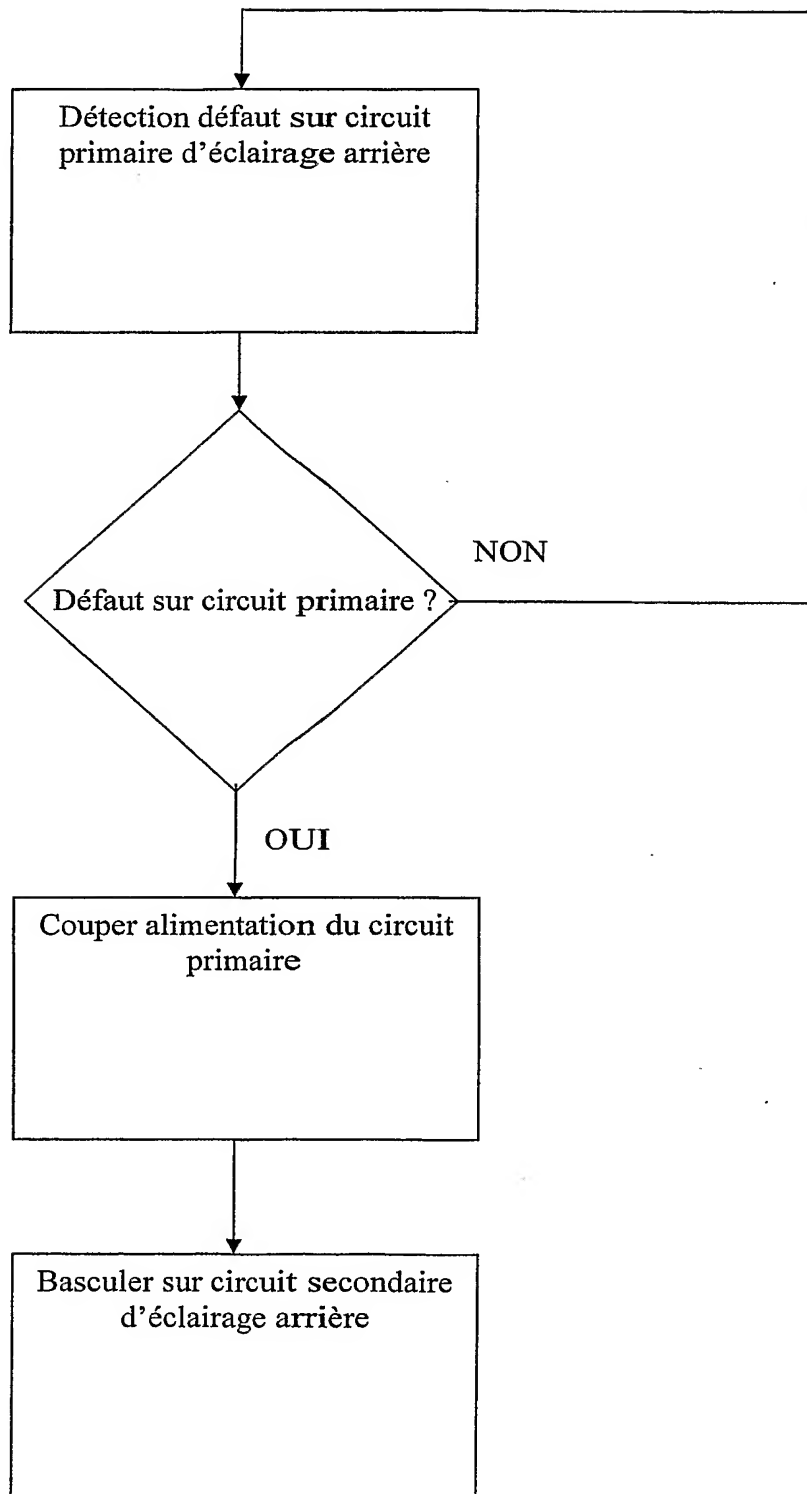 Détection défaut sur circuit
primaire d'éclairage arrière
NON
Défaut sur circuit primaire ?
OUI
Couper alimentation du circuit
primaire
Basculer sur circuit secondaire
d'éclairage arrière